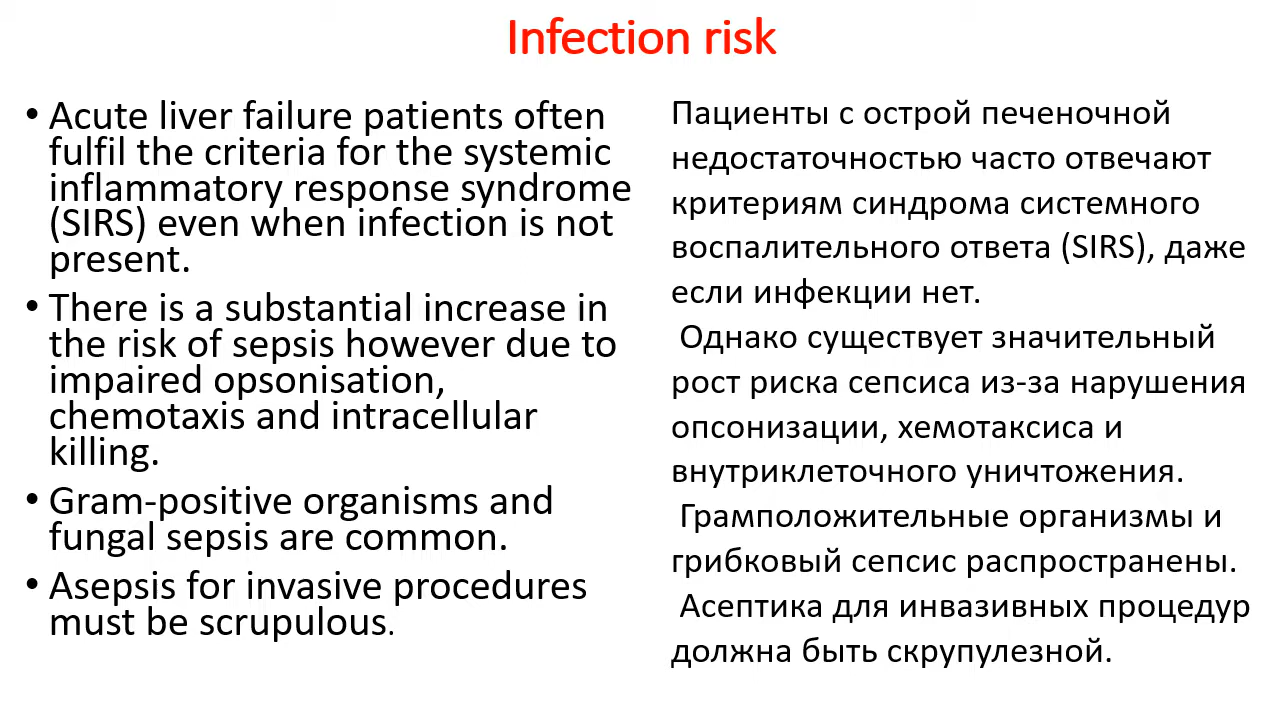 Infection risk
• Acute liver failure patients often
fulfil the criteria for the systemic
inflammatory response syndrome
(SIRS) even when infection is not
present.
• There is a substantial increase in
the risk of sepsis however due to
impaired opsonisation,
chemotaxis and intracellular
killing.
• Gram-positive organisms and
fungal sepsis are common.
• Asepsis for invasive procedures
must be scrupulous.
Пациенты с острой печеночной
недостаточностью часто отвечают
критериям синдрома системного
воспалительного ответа (SIRS), даже
если инфекции нет.
Однако существует значительный
рост риска сепсиса из-за нарушения
опсонизации, хемотаксиса и
внутриклеточного уничтожения.
Грамположительные организмы и
грибковый сепсис распространены.
Асептика для инвазивных процедур
должна быть скрупулезной.